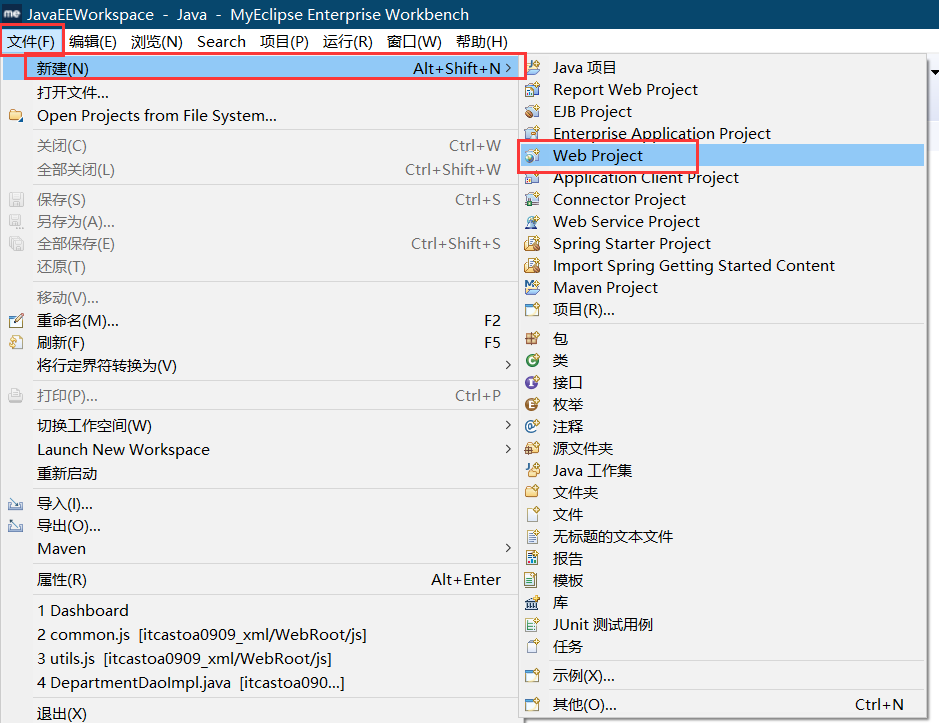 me JavaEEWorkspace - Java - MyEclipse Enterprise Workbench
文件(F) 编辑(E) 浏览(N) Search 项目(P) 运行(R) 窗口(W) 帮助(H)
新建(N) Alt+Shift+N >
打开文件...
Open Projects from File System...
关闭(C) Ctrl+W
全部关闭(L) Ctrl+Shift+W
保存(S) Ctrl+S
另存为(A)...
全部保存(E) Ctrl+Shift+S
还原(T)
移动(V)...
重命名(M)... F2
刷新(F) F5
将行定界符转换为(V) >
打印(P)... Ctrl+P
切换工作空间(W) >
Launch New Workspace >
重新启动
导入(I)...
导出(O)...
Maven >
属性(R) Alt+Enter
1 Dashboard
2 common.js [itcastoa0909_xml/WebRoot/js]
3 utils.js [itcastoa0909_xml/WebRoot/js]
4 DepartmentDaoImpl.java [itcastoa090...]
退出(X)
Java 项目
Report Web Project
EJB Project
Enterprise Application Project
Web Project
Application Client Project
Connector Project
Web Service Project
Spring Starter Project
Import Spring Getting Started Content
Maven Project
项目(R)...
包
类
接口
枚举
注释
源文件夹
Java 工作集
文件夹
文件
无标题的文本文件
报告
模板
库
JUnit 测试用例
任务
示例(X)...
其他(O)... Ctrl+N